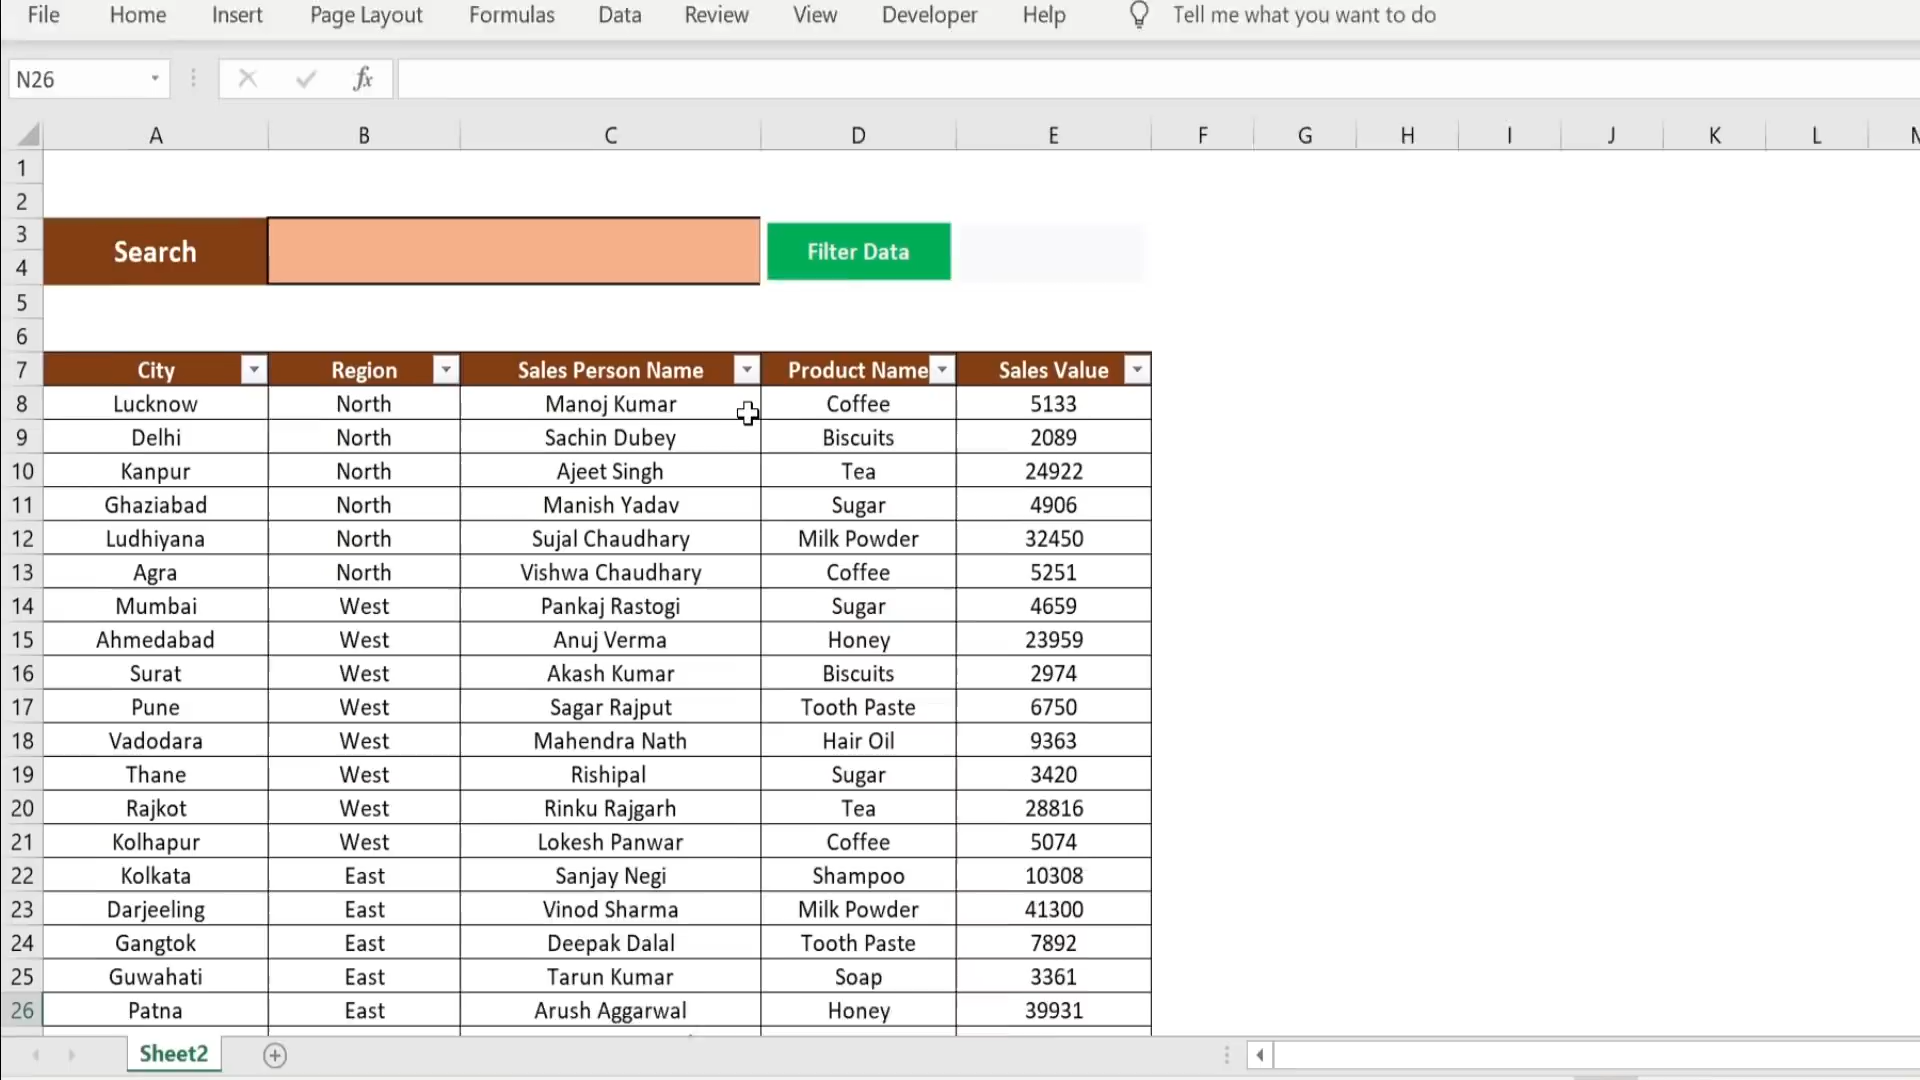 File Home Insert Page Layout Formulas Data Review View Developer Help Tell me what you want to do
N26 fx
A B C D E F G H I J K L
1
2
3
Search Filter Data
4
5
6
7 City Region Sales Person Name Product Name Sales Value
8 Lucknow North Manoj Kumar Coffee 5133
9 Delhi North Sachin Dubey Biscuits 2089
10 Kanpur North Ajeet Singh Tea 24922
11 Ghaziabad North Manish Yadav Sugar 4906
12 Ludhiyana North Sujal Chaudhary Milk Powder 32450
13 Agra North Vishwa Chaudhary Coffee 5251
14 Mumbai West Pankaj Rastogi Sugar 4659
15 Ahmedabad West Anuj Verma Honey 23959
16 Surat West Akash Kumar Biscuits 2974
17 Pune West Sagar Rajput Tooth Paste 6750
18 Vadodara West Mahendra Nath Hair Oil 9363
19 Thane West Rishipal Sugar 3420
20 Rajkot West Rinku Rajgarh Tea 28816
21 Kolhapur West Lokesh Panwar Coffee 5074
22 Kolkata East Sanjay Negi Shampoo 10308
23 Darjeeling East Vinod Sharma Milk Powder 41300
24 Gangtok East Deepak Dalal Tooth Paste 7892
25 Guwahati East Tarun Kumar Soap 3361
26 Patna East Arush Aggarwal Honey 39931
Sheet2